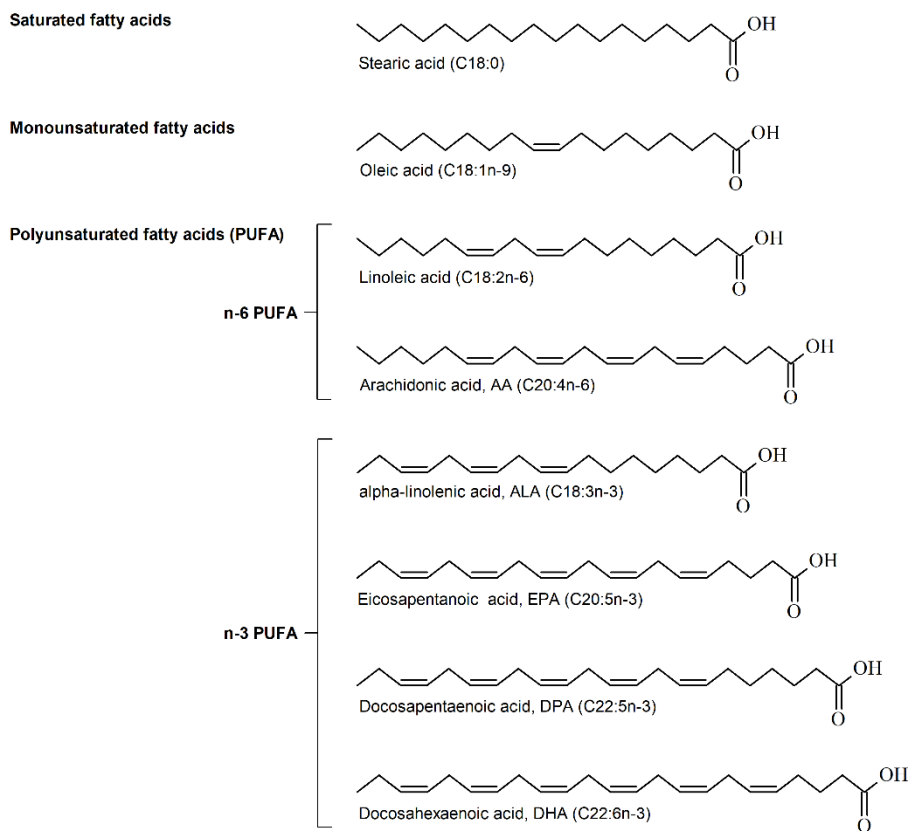 Saturated fatty acids
OH
O
Stearic acid (C18:0)
Monounsaturated fatty acids
OH
O
Oleic acid (C18:1n-9)
Polyunsaturated fatty acids (PUFA)
OH
O
Linoleic acid (C18:2n-6)
n-6 PUFA
OH
O
Arachidonic acid, AA (C20:4n-6)
OH
O
alpha-linolenic acid, ALA (C18:3n-3)
OH
O
Eicosapentanoic acid, EPA (C20:5n-3)
n-3 PUFA
OH
O
Docosapentaenoic acid, DPA (C22:5n-3)
OH
O
Docosahexaenoic acid, DHA (C22:6n-3)